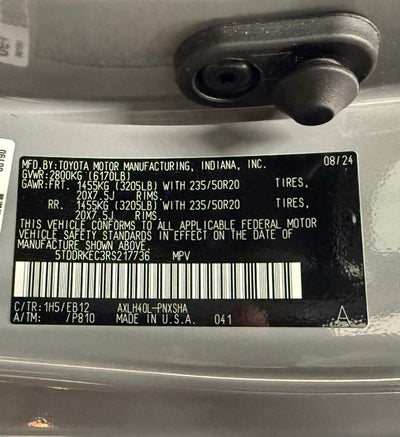 MFD.BY:TOYOTA MOTOR MANUFACTURING, INDIANA, INC. 08/24
GVWR:2800KG (6170LB)
GAWR:FRT. 1455KG (3205LB) WITH 235/50R20 TIRES,
20X7.5J RIMS,
RR. 1455KG (3205LB) WITH 235/50R20 TIRES,
20X7.5J RIMS.
THIS VEHICLE CONFORMS TO ALL APPLICABLE FEDERAL MOTOR
VEHICLE SAFETY STANDARDS IN EFFECT ON THE DATE OF
MANUFACTURE SHOWN ABOVE.
5TDDRKEC3RS217736 MPV
C/TR:1H5/EB12 AXLH40L-PNXSHA
A/TM: /P810 MADE IN U.S.A. 041 A